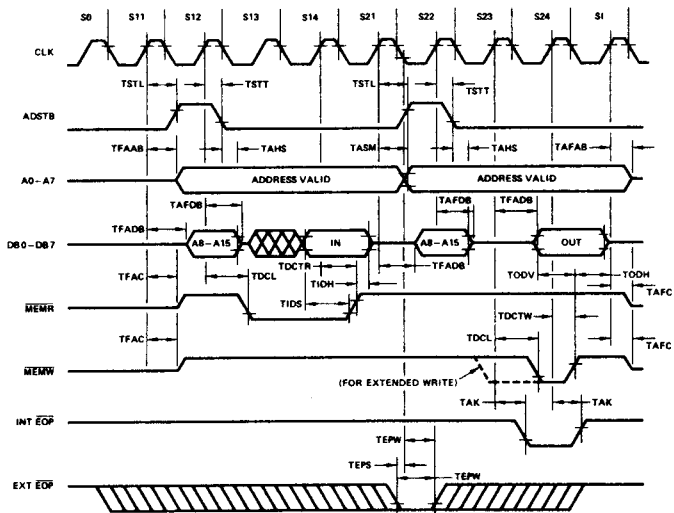 S0 S11 S12 S13 S14 S21 S22 S23 S24 SI
CLK
TSTL TSTT TSTL TSTT
ADSTB
TFAAB TAHS TASM TAHS TAFAB
A0–A7 ADDRESS VALID ADDRESS VALID
TAFDB TAFDB TFADB
TFADB
DB0–DB7 A8–A15 IN A8–A15 OUT
TDCTR TFADB TODV TODH
TFAC TDCL TIDH
MEMR TIDS TAFC
TDCTW
TFAC TDCL TAFC
MEMW
(FOR EXTENDED WRITE)
TAK TAK
INT EOP
TEPW
TEPS TEPW
EXT EOP